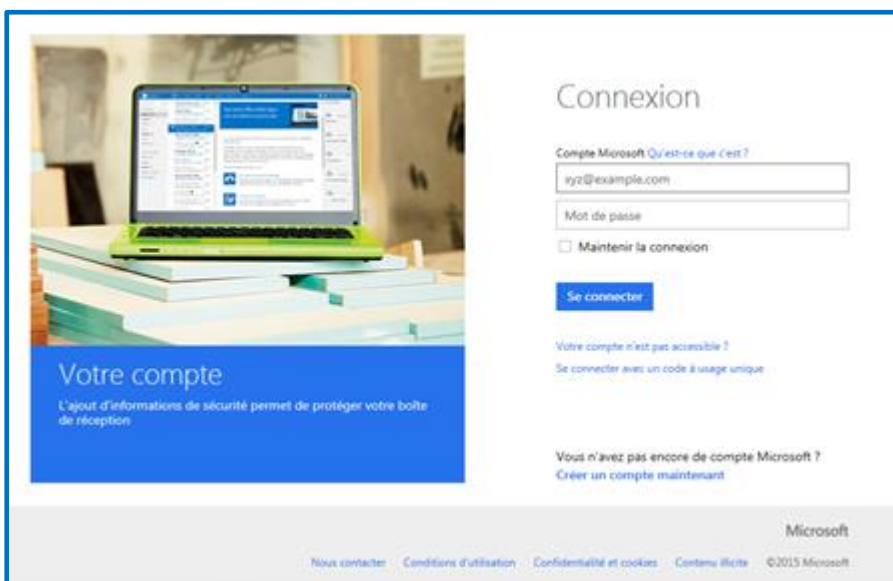 Connexion
Compte Microsoft Qu'est-ce que c'est ?
xyz@example.com
Mot de passe
Maintenir la connexion
Se connecter
Votre compte n'est pas accessible ?
Se connecter avec un code à usage unique
Votre compte
L'ajout d'informations de sécurité permet de protéger votre boîte
de réception
Vous n'avez pas encore de compte Microsoft ?
Créer un compte maintenant
Microsoft
Nous contacter Conditions d'utilisation Confidentialité et cookies Contenu illicite ©2015 Microsoft